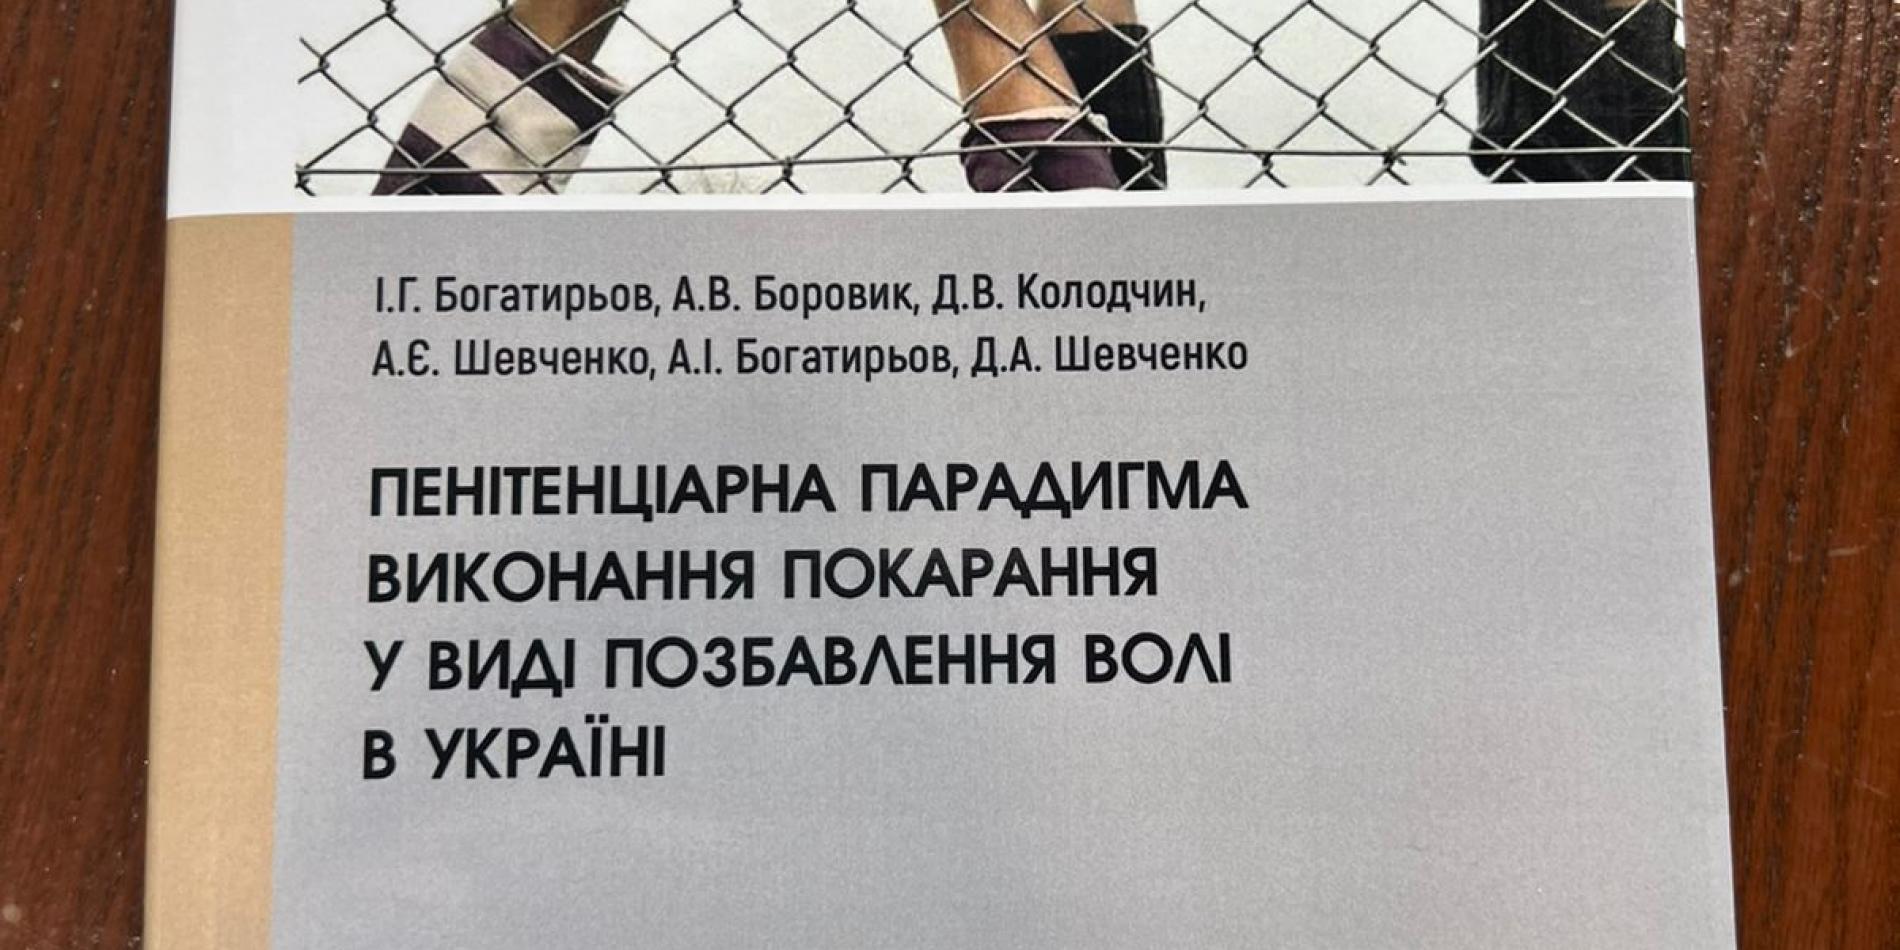 І.Г. Богатирьов, А.В. Боровик, Д.В. Колодчин,
А.Є. Шевченко, А.І. Богатирьов, Д.А. Шевченко
ПЕНІТЕНЦІАРНА ПАРАДИГМА
ВИКОНАННЯ ПОКАРАННЯ
У ВИДІ ПОЗБАВЛЕННЯ ВОЛІ
В УКРАЇНІ